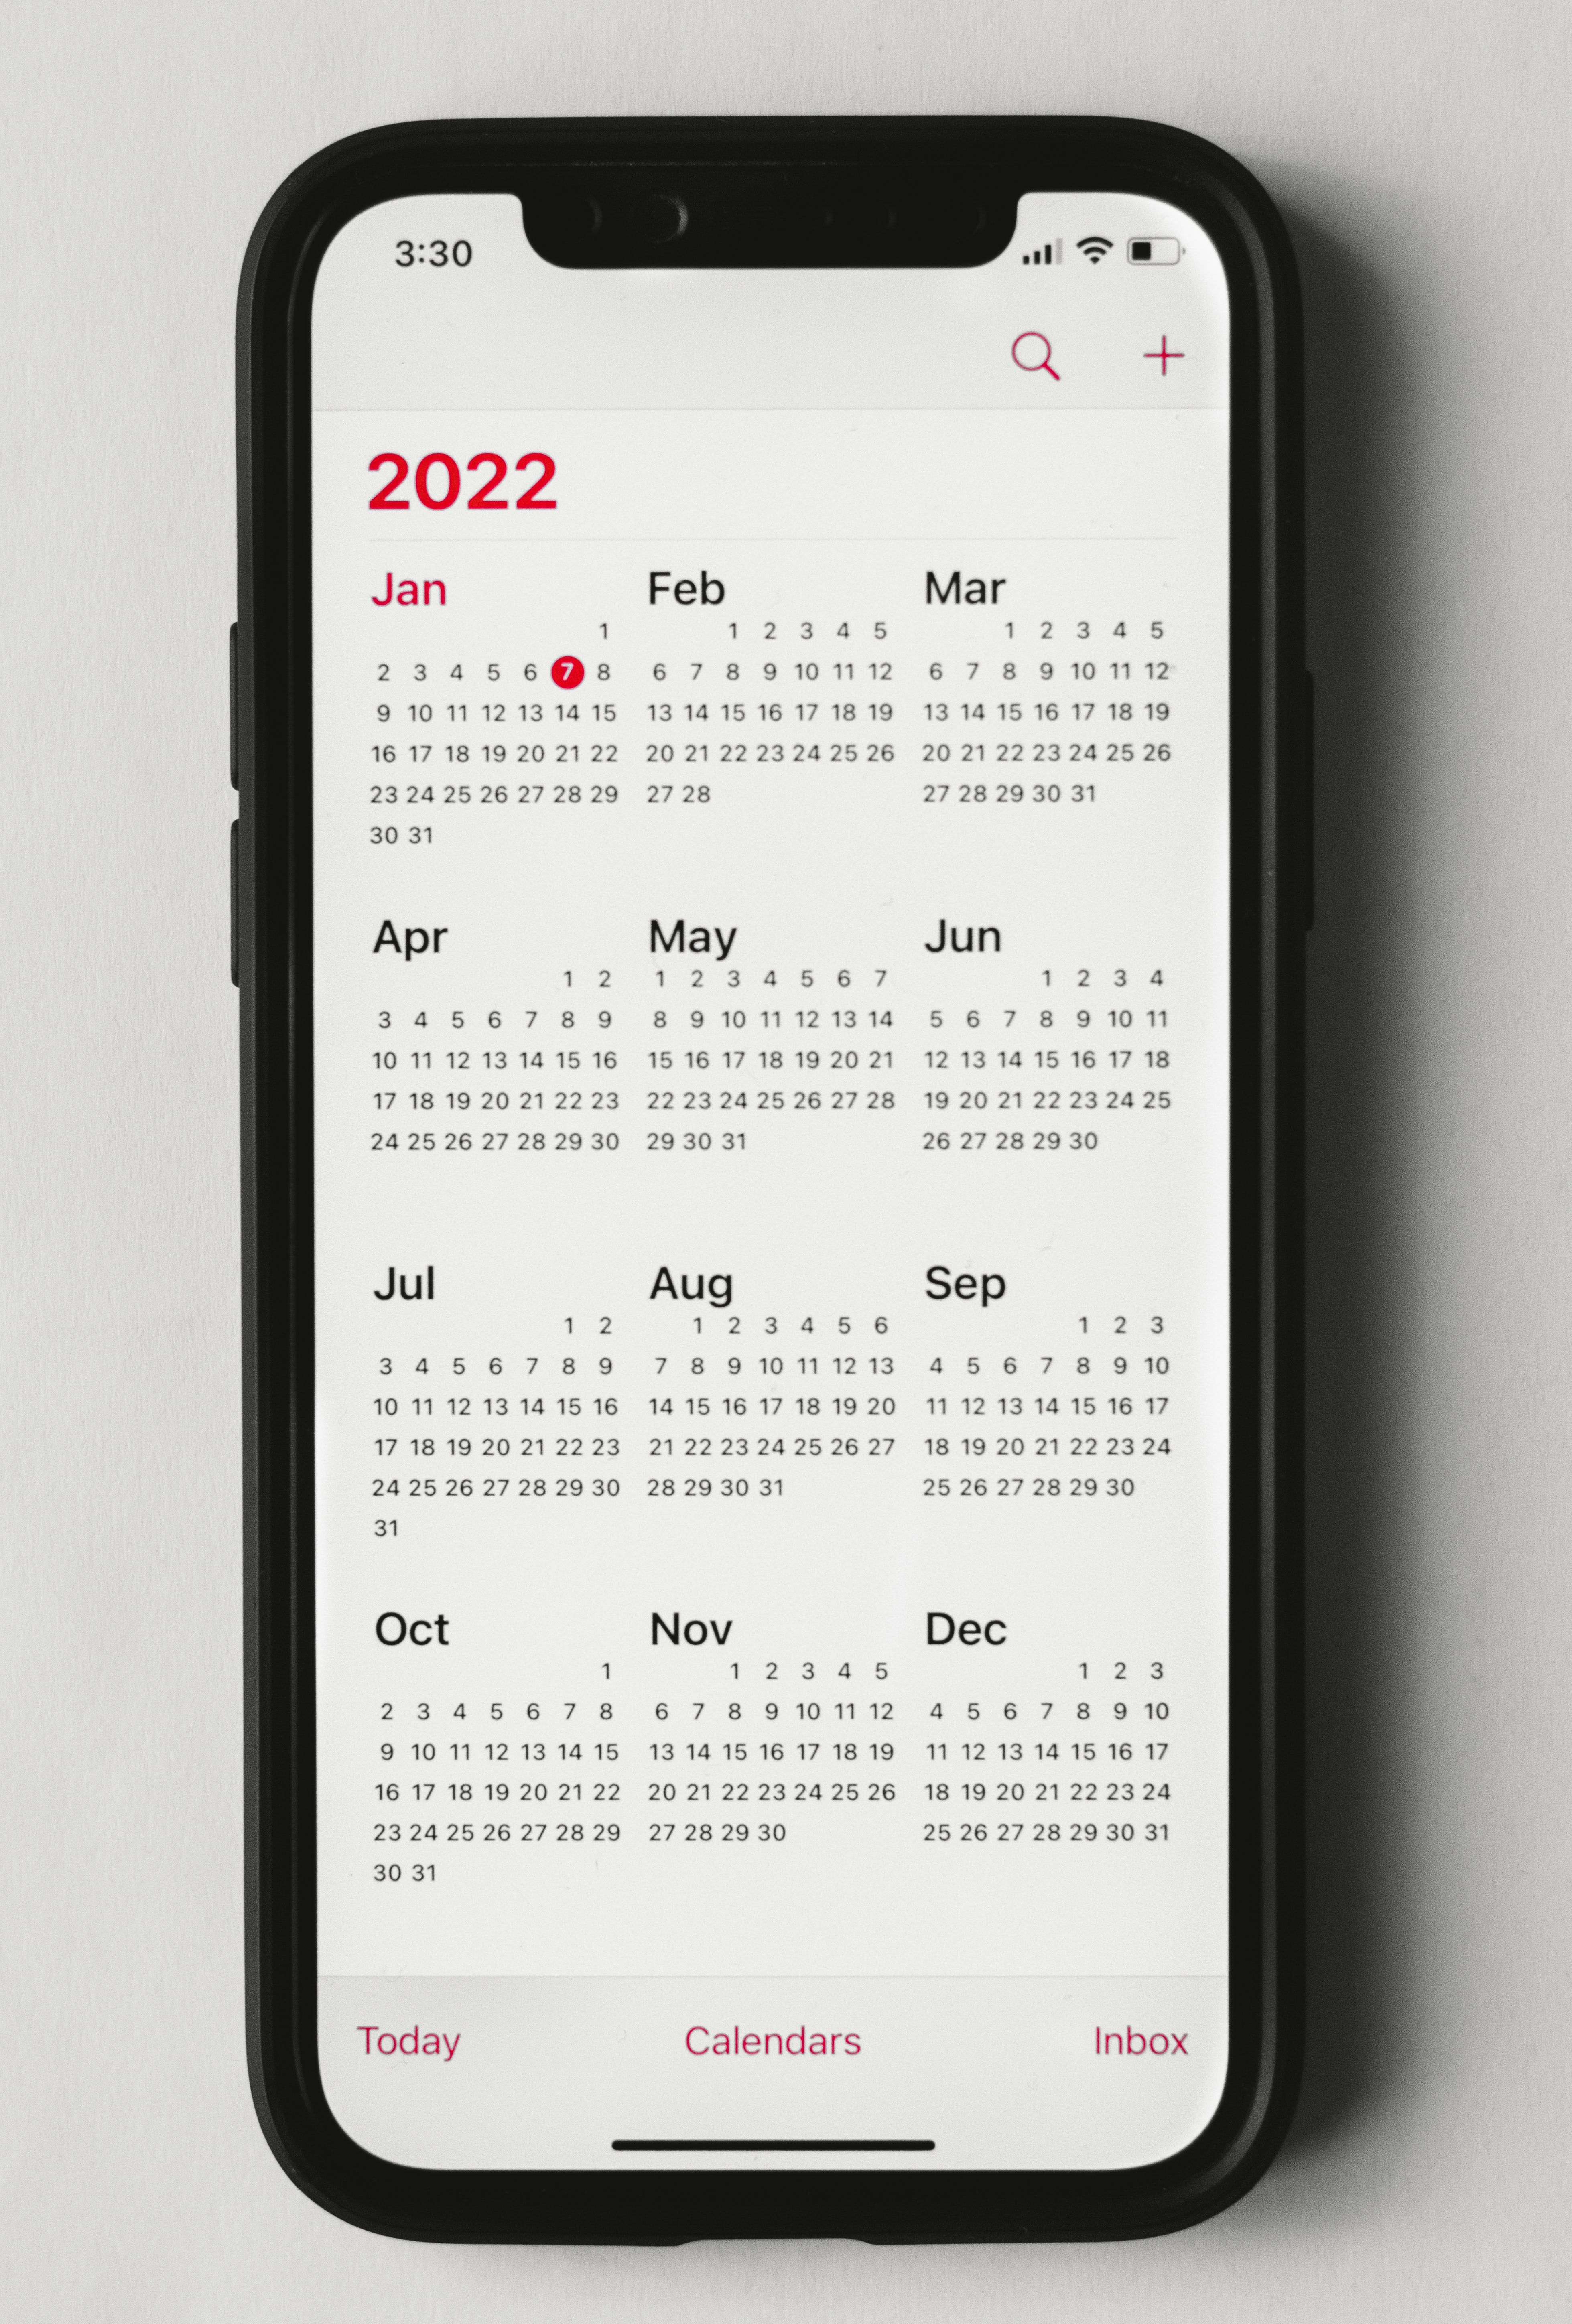 3:30
2022
Jan Feb Mar
1 1 2 3 4 5 1 2 3 4 5
2 3 4 5 6 7 8 6 7 8 9 10 11 12 6 7 8 9 10 11 12
9 10 11 12 13 14 15 13 14 15 16 17 18 19 13 14 15 16 17 18 19
16 17 18 19 20 21 22 20 21 22 23 24 25 26 20 21 22 23 24 25 26
23 24 25 26 27 28 29 27 28 27 28 29 30 31
30 31
Apr May Jun
1 2 1 2 3 4 5 6 7 1 2 3 4
3 4 5 6 7 8 9 8 9 10 11 12 13 14 5 6 7 8 9 10 11
10 11 12 13 14 15 16 15 16 17 18 19 20 21 12 13 14 15 16 17 18
17 18 19 20 21 22 23 22 23 24 25 26 27 28 19 20 21 22 23 24 25
24 25 26 27 28 29 30 29 30 31 26 27 28 29 30
Jul Aug Sep
1 2 1 2 3 4 5 6 1 2 3
3 4 5 6 7 8 9 7 8 9 10 11 12 13 4 5 6 7 8 9 10
10 11 12 13 14 15 16 14 15 16 17 18 19 20 11 12 13 14 15 16 17
17 18 19 20 21 22 23 21 22 23 24 25 26 27 18 19 20 21 22 23 24
24 25 26 27 28 29 30 28 29 30 31 25 26 27 28 29 30
31
Oct Nov Dec
1 1 2 3 4 5 1 2 3
2 3 4 5 6 7 8 6 7 8 9 10 11 12 4 5 6 7 8 9 10
9 10 11 12 13 14 15 13 14 15 16 17 18 19 11 12 13 14 15 16 17
16 17 18 19 20 21 22 20 21 22 23 24 25 26 18 19 20 21 22 23 24
23 24 25 26 27 28 29 27 28 29 30 25 26 27 28 29 30 31
30 31
Today Calendars Inbox